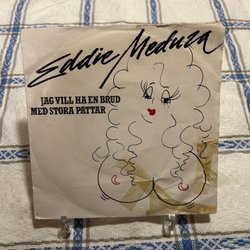 Eddie Meduza
JAG VILL HA EN BRUD
MED STORA PATTAR